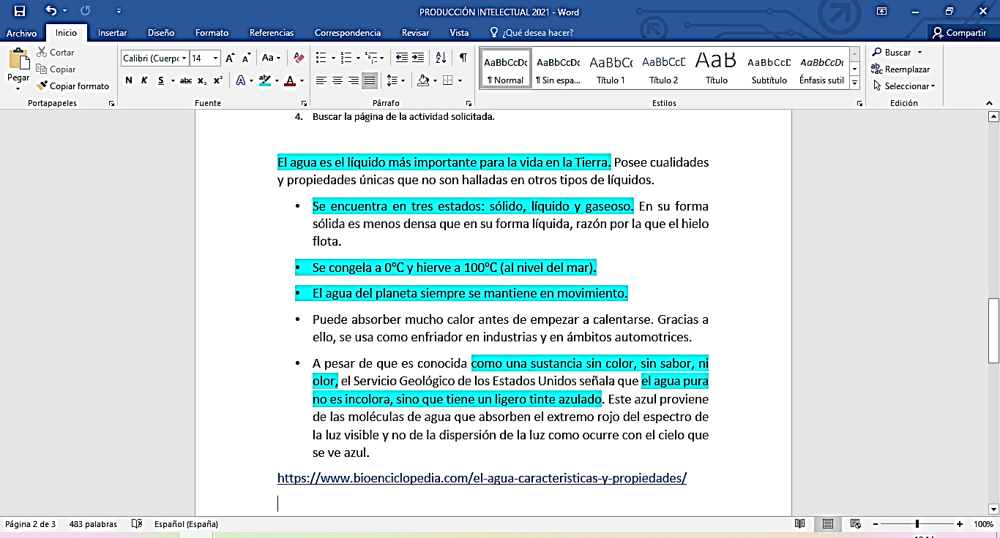 PRODUCCIÓN INTELECTUAL 2021 - Word
Archivo Inicio Insertar Diseño Formato Referencias Correspondencia Revisar Vista ¿Qué desea hacer? Compartir
Pegar
Cortar
Copiar
Copiar formato
Portapapeles
Calibri (Cuerpo 14
Aa
N K S abc x₂ x²
A A
Fuente
Párrafo
AaBbCcDc AaBbCcDc AaBbCc AaBbCcD AaB AaBbCcD AaBbCcDc
¶ Normal ¶ Sin espa... Título 1 Título 2 Título Subtítulo Énfasis sutil
Estilos
Buscar
Reemplazar
Seleccionar
Edición
4. Buscar la página de la actividad solicitada.
El agua es el líquido más importante para la vida en la Tierra. Posee cualidades
y propiedades únicas que no son halladas en otros tipos de líquidos.
• Se encuentra en tres estados: sólido, líquido y gaseoso. En su forma
sólida es menos densa que en su forma líquida, razón por la que el hielo
flota.
• Se congela a 0°C y hierve a 100°C (al nivel del mar).
• El agua del planeta siempre se mantiene en movimiento.
• Puede absorber mucho calor antes de empezar a calentarse. Gracias a
ello, se usa como enfriador en industrias y en ámbitos automotrices.
• A pesar de que es conocida como una sustancia sin color, sin sabor, ni
olor, el Servicio Geológico de los Estados Unidos señala que el agua pura
no es incolora, sino que tiene un ligero tinte azulado. Este azul proviene
de las moléculas de agua que absorben el extremo rojo del espectro de
la luz visible y no de la dispersión de la luz como ocurre con el cielo que
se ve azul.
https://www.bioenciclopedia.com/el-agua-caracteristicas-y-propiedades/
Página 2 de 3 483 palabras Español (España) 100%